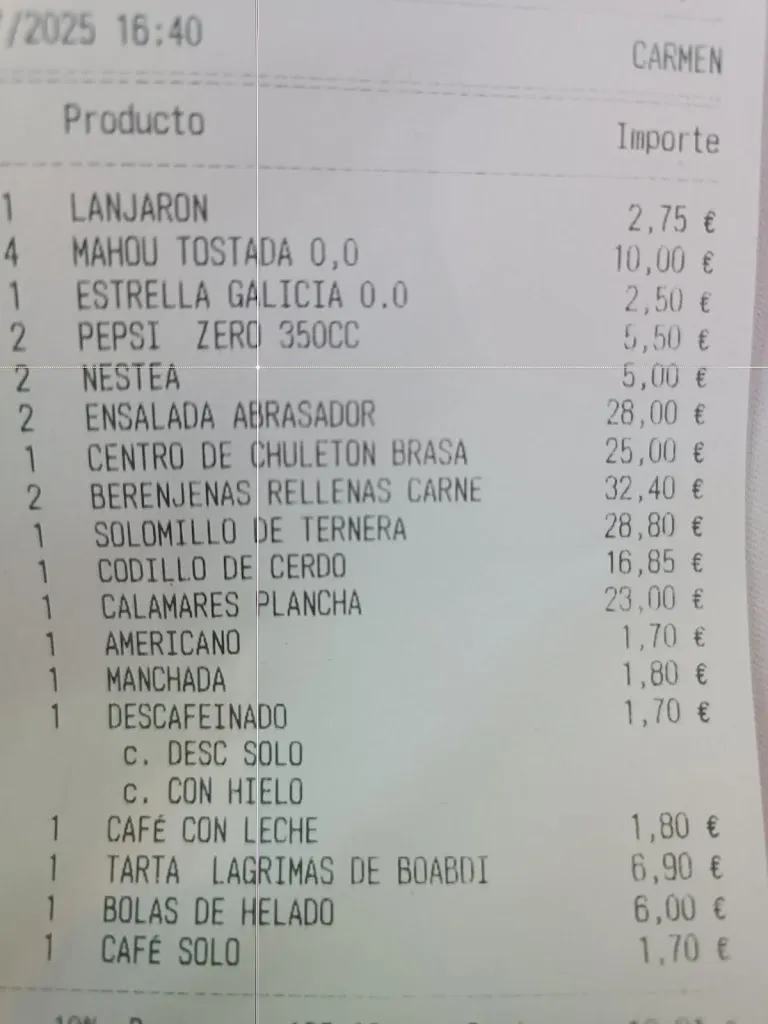 /2025 16:40
CARMEN
Producto Importe
1 LANJARON 2,75 €
4 MAHOU TOSTADA 0,0 10,00 €
1 ESTRELLA GALICIA 0.0 2,50 €
2 PEPSI ZERO 350CC 5,50 €
2 NESTEA 5,00 €
2 ENSALADA ABRASADOR 28,00 €
1 CENTRO DE CHULETON BRASA 25,00 €
2 BERENJENAS RELLENAS CARNE 32,40 €
1 SOLOMILLO DE TERNERA 28,80 €
1 CODILLO DE CERDO 16,85 €
1 CALAMARES PLANCHA 23,00 €
1 AMERICANO 1,70 €
1 MANCHADA 1,80 €
1 DESCAFEINADO 1,70 €
c. DESC SOLO
c. CON HIELO
1 CAFÉ CON LECHE 1,80 €
1 TARTA LAGRIMAS DE BOABDI 6,90 €
1 BOLAS DE HELADO 6,00 €
1 CAFÉ SOLO 1,70 €